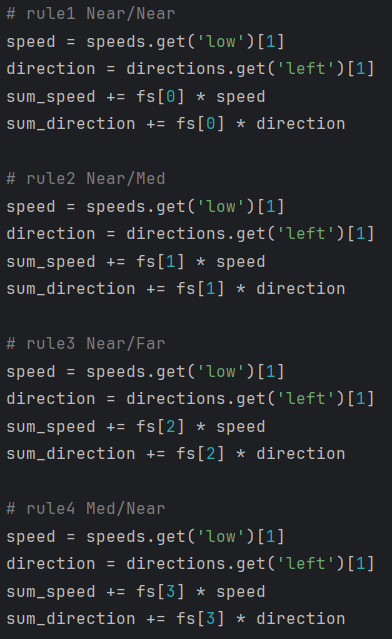 # rule1 Near/Near
speed = speeds.get('low')[1]
direction = directions.get('left')[1]
sum_speed += fs[0] * speed
sum_direction += fs[0] * direction

# rule2 Near/Med
speed = speeds.get('low')[1]
direction = directions.get('left')[1]
sum_speed += fs[1] * speed
sum_direction += fs[1] * direction

# rule3 Near/Far
speed = speeds.get('low')[1]
direction = directions.get('left')[1]
sum_speed += fs[2] * speed
sum_direction += fs[2] * direction

# rule4 Med/Near
speed = speeds.get('low')[1]
direction = directions.get('left')[1]
sum_speed += fs[3] * speed
sum_direction += fs[3] * direction